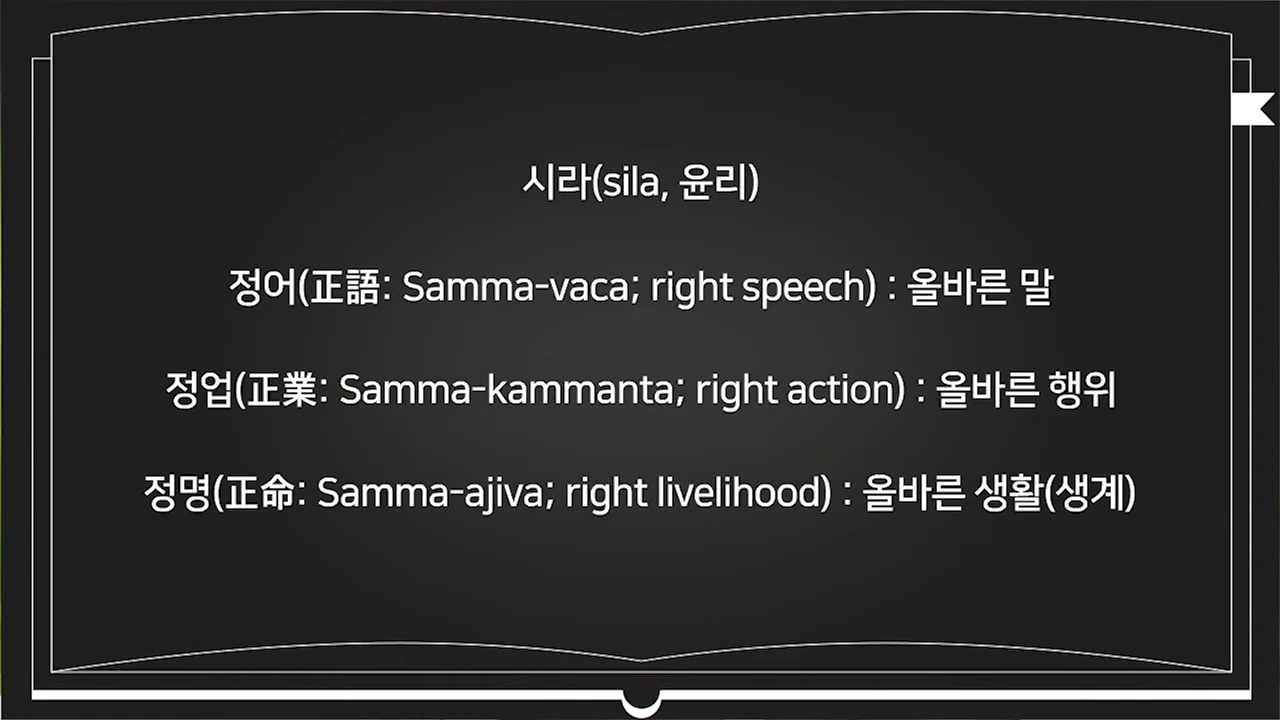 시라(sila, 윤리)
정어(正語: Samma-vaca; right speech) : 올바른 말
정업(正業: Samma-kammanta; right action) : 올바른 행위
정명(正命: Samma-ajiva; right livelihood) : 올바른 생활(생계)